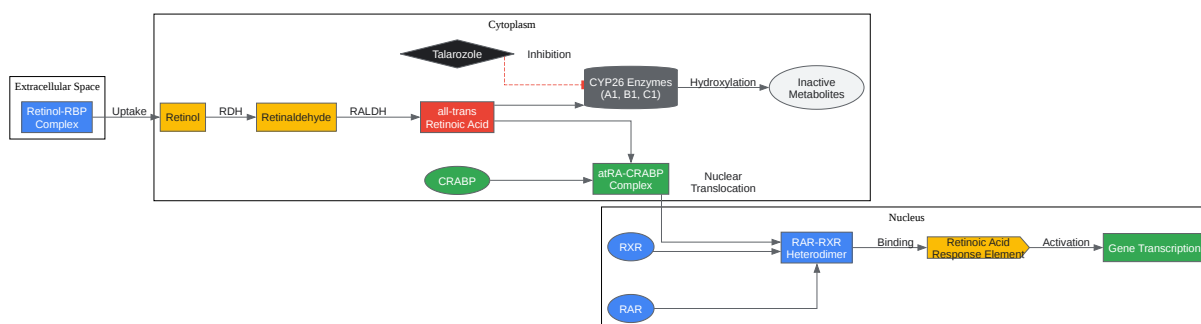 Cytoplasm
Talarozole
Inhibition
CYP26 Enzymes
(A1, B1, C1)
Hydroxylation
Inactive
Metabolites
Extracellular Space
Retinol-RBP
Complex
Uptake
Retinol
RDH
Retinaldehyde
RALDH
all-trans
Retinoic Acid
CRABP
atRA-CRABP
Complex
Nuclear
Translocation
Nucleus
RXR
RAR-RXR
Heterodimer
Binding
Retinoic Acid
Response Element
Activation
Gene Transcription
RAR